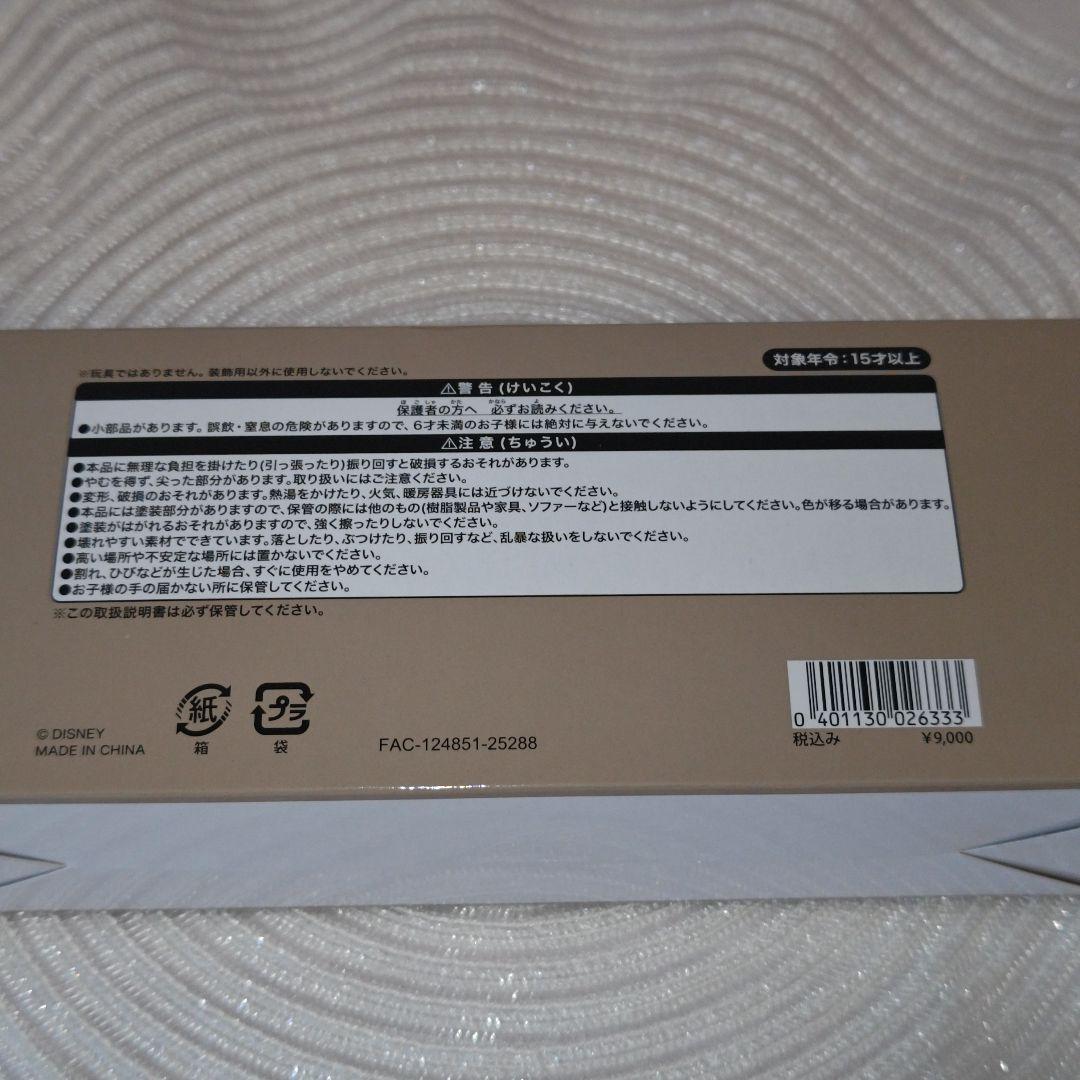 対象年令：15才以上
※玩具ではありません。装飾用以外に使用しないでください。
⚠警告(けいこく)
ほごしゃ かた かなら よ
保護者の方へ 必ずお読みください。
●小部品があります。誤飲・窒息の危険がありますので、6才未満のお子様には絶対に与えないでください。
⚠注意(ちゅうい)
●本品に無理な負担を掛けたり(引っ張ったり)振り回すと破損するおそれがあります。
●やむを得ず、尖った部分があります。取り扱いにはご注意ください。
●変形、破損のおそれがあります。熱湯をかけたり、火気、暖房器具には近づけないでください。
●本品には塗装部分がありますので、保管の際には他のもの(樹脂製品や家具、ソファーなど)と接触しないようにしてください。色が移る場合があります。
●塗装がはがれるおそれがありますので、強く擦ったりしないでください。
●壊れやすい素材でできています。落としたり、ぶつけたり、振り回すなど、乱暴な扱いをしないでください。
●高い場所や不安定な場所には置かないでください。
●割れ、ひびなどが生じた場合、すぐに使用をやめてください。
●お子様の手の届かない所に保管してください。
※この取扱説明書は必ず保管してください。
© DISNEY
MADE IN CHINA
紙
箱
プラ
袋
FAC-124851-25288
0 401130 026333
税込み ¥9,000